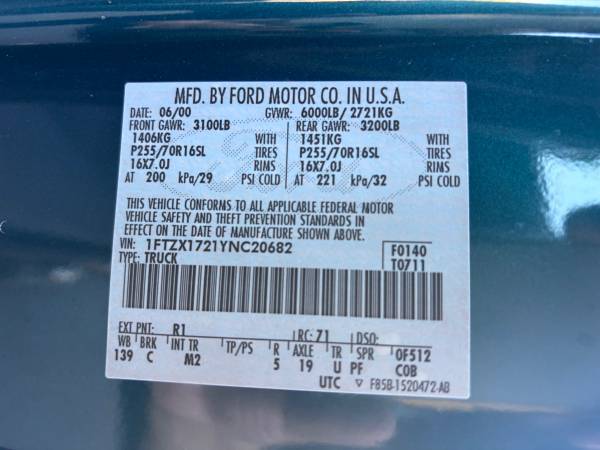 MFD. BY FORD MOTOR CO. IN U.S.A.
DATE: 06/00 GVWR: 6000LB/ 2721KG
FRONT GAWR: 3100LB REAR GAWR: 3200LB
1406KG WITH 1451KG WITH
P255/70R16SL TIRES P255/70R16SL TIRES
16X7.0J RIMS 16X7.0J RIMS
AT 200 kPa/29 PSI COLD AT 221 kPa/32 PSI COLD
THIS VEHICLE CONFORMS TO ALL APPLICABLE FEDERAL MOTOR
VEHICLE SAFETY AND THEFT PREVENTION STANDARDS IN
EFFECT ON THE DATE OF MANUFACTURE SHOWN ABOVE.
VIN: 1FTZX1721YNC20682 F0140
TYPE: TRUCK T0711
EXT PNT: R1 RC: 71 DSO:
WB BRK INT TR TP/PS R AXLE TR SPR 0F512
139 C M2 5 19 U PF COB
UTC ▽ F85B-1520472-AB